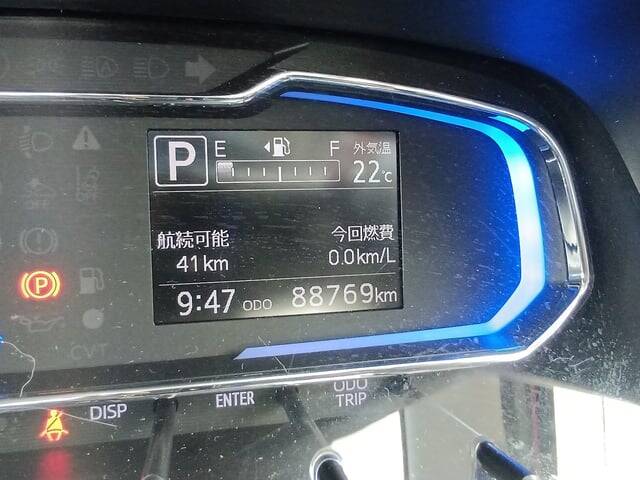 P E F 外気温
22℃
航続可能 今回燃費
41km 0.0km/L
9:47 ODO 88769km
(P)
CVT
DISP ENTER ODO
TRIP